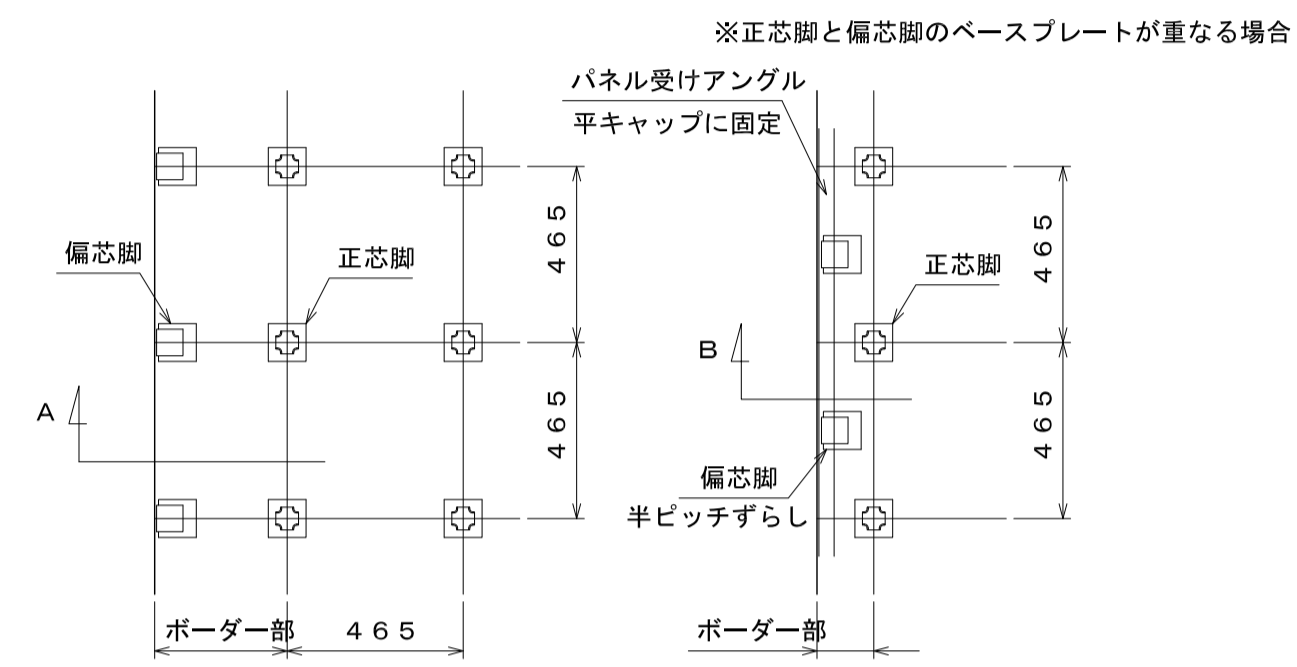 ※正芯脚と偏芯脚のベースプレートが重なる場合
パネル受けアングル
平キャップに固定
偏芯脚
正芯脚
465
465
A
ボーダー部
465
正芯脚
465
B
465
偏芯脚
半ピッチずらし
ボーダー部